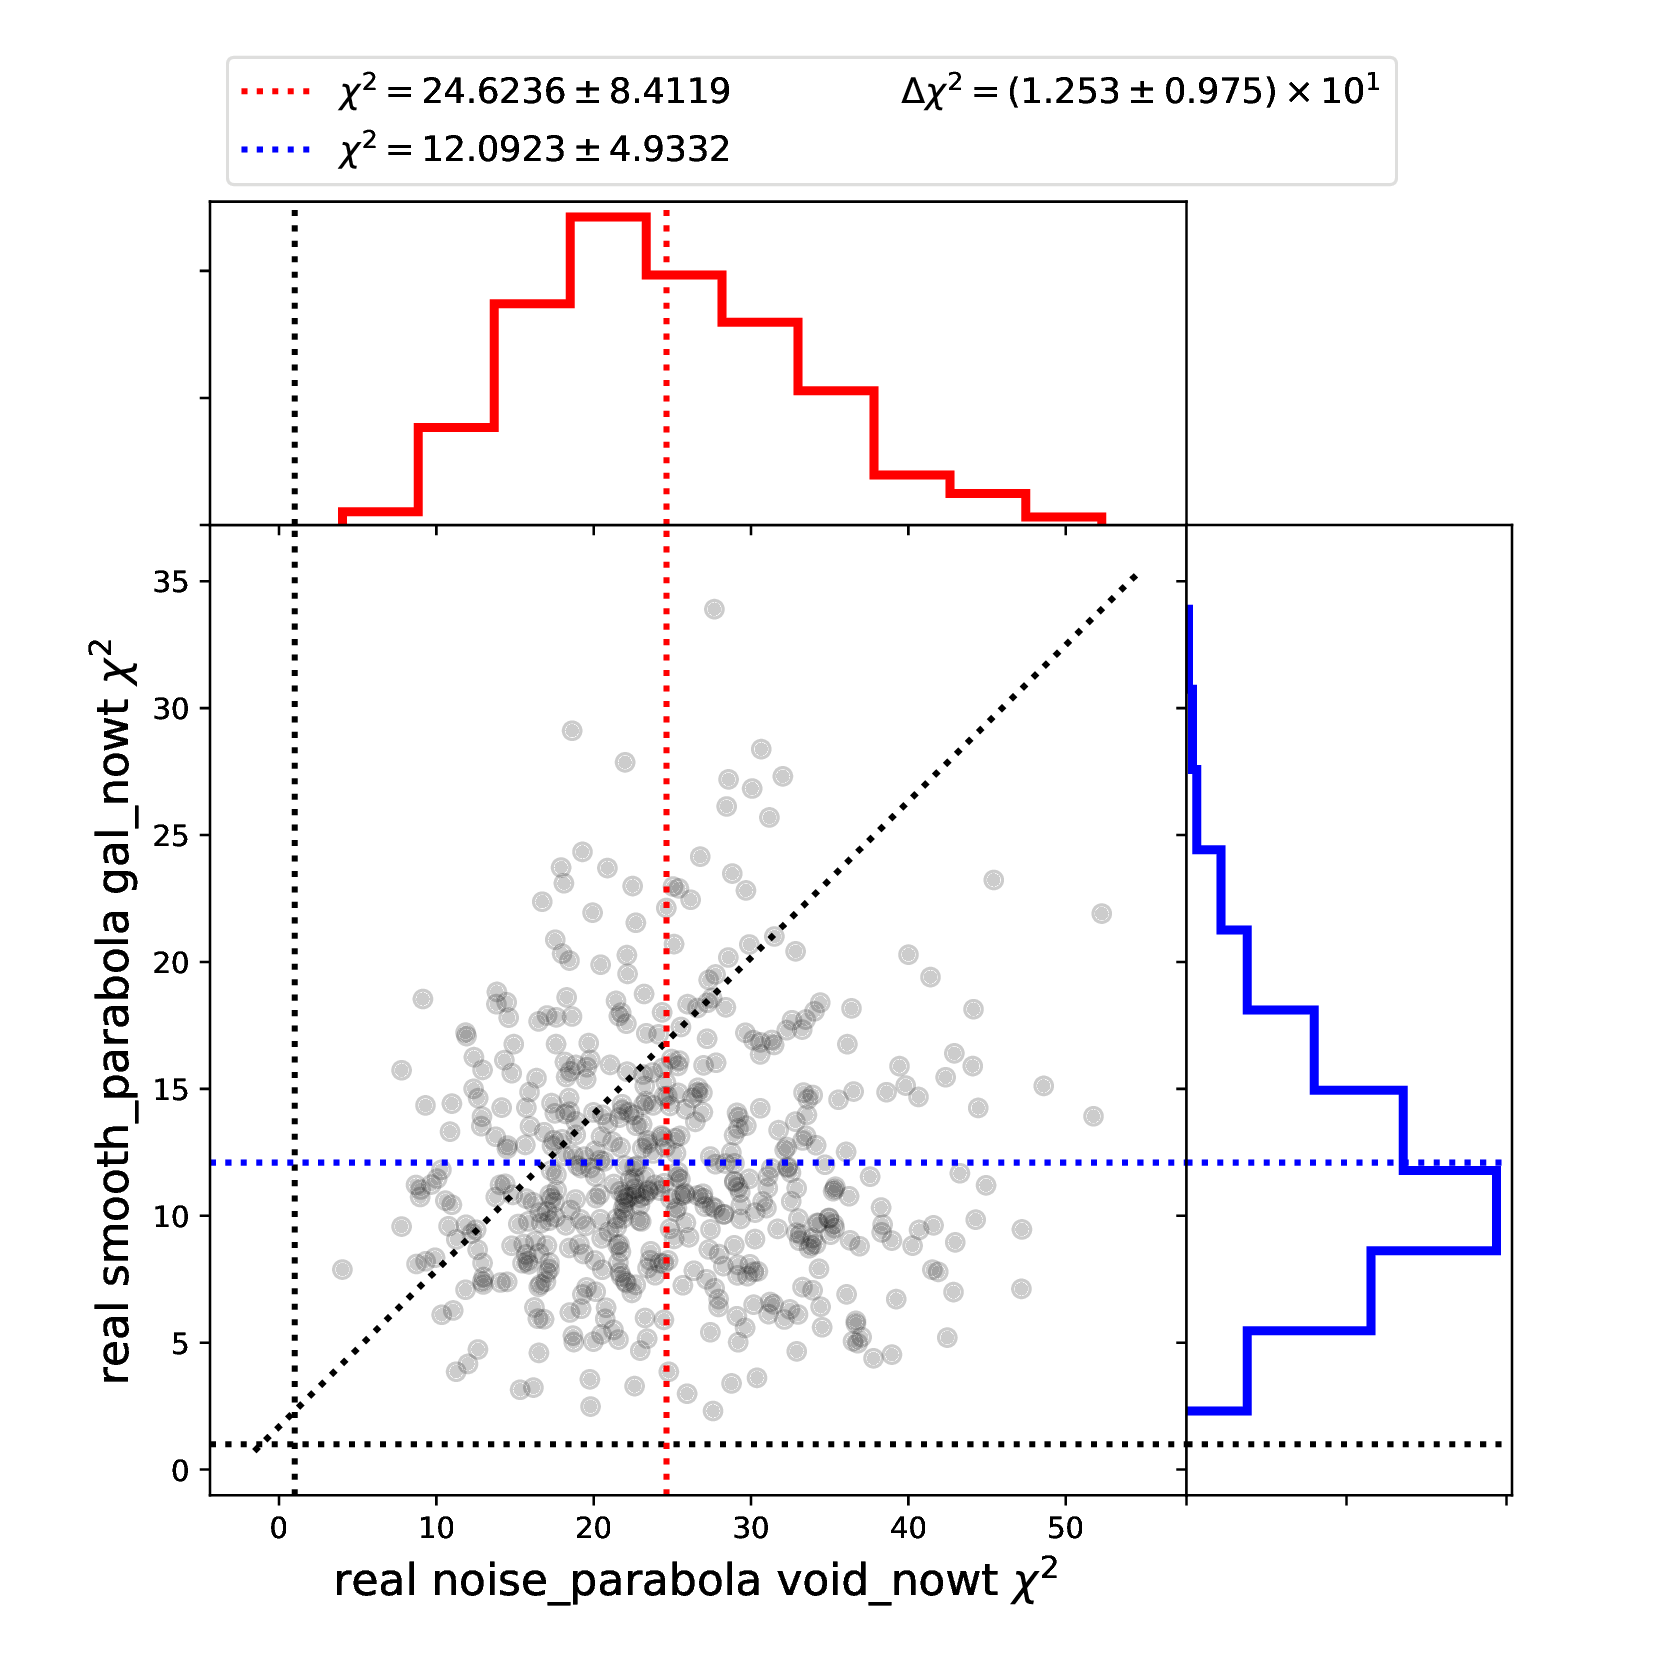 χ² = 24.6236 ± 8.4119 Δχ² = (1.253 ± 0.975) × 10¹
χ² = 12.0923 ± 4.9332
35
30
25
20
15
10
5
0
real smooth_parabola gal_nowt χ²
0 10 20 30 40 50
real noise_parabola void_nowt χ²